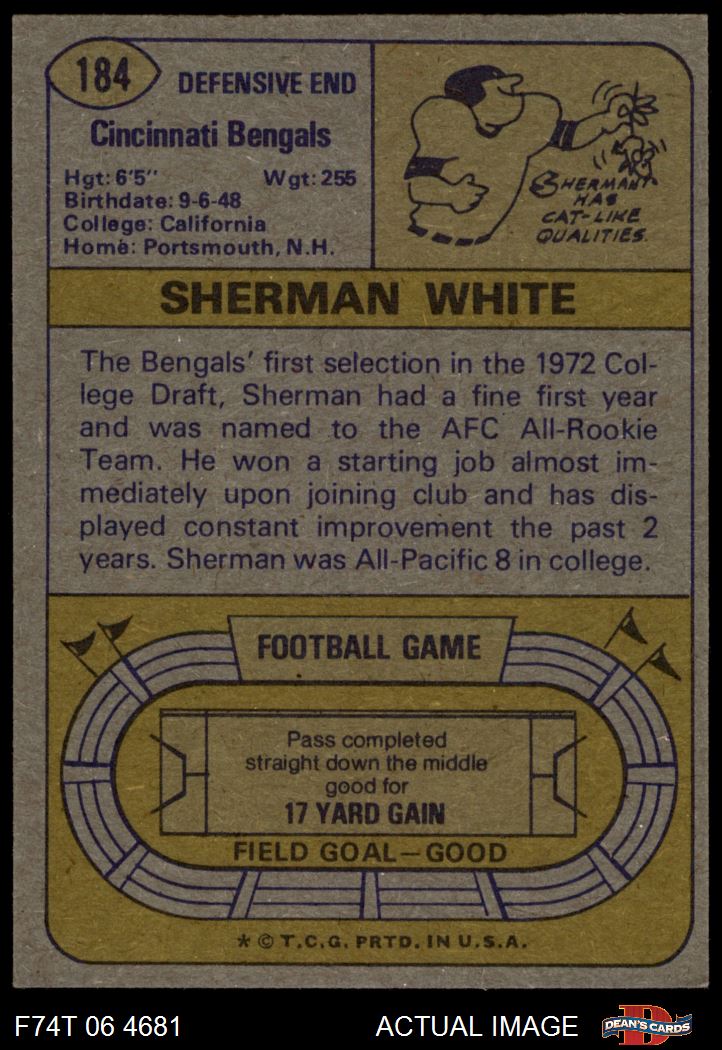 184
DEFENSIVE END
Cincinnati Bengals
Hgt: 6'5" Wgt: 255
Birthdate: 9-6-48
College: California
Home: Portsmouth, N.H.
SHERMAN
HAS
CAT-LIKE
QUALITIES.
SHERMAN WHITE
The Bengals' first selection in the 1972 Col-
lege Draft, Sherman had a fine first year
and was named to the AFC All-Rookie
Team. He won a starting job almost im-
mediately upon joining club and has dis-
played constant improvement the past 2
years. Sherman was All-Pacific 8 in college.
FOOTBALL GAME
Pass completed
straight down the middle
good for
17 YARD GAIN
FIELD GOAL—GOOD
* © T.C.G. PRTD. IN U.S.A.
F74T 06 4681 ACTUAL IMAGE
D
DEAN'S CARDS